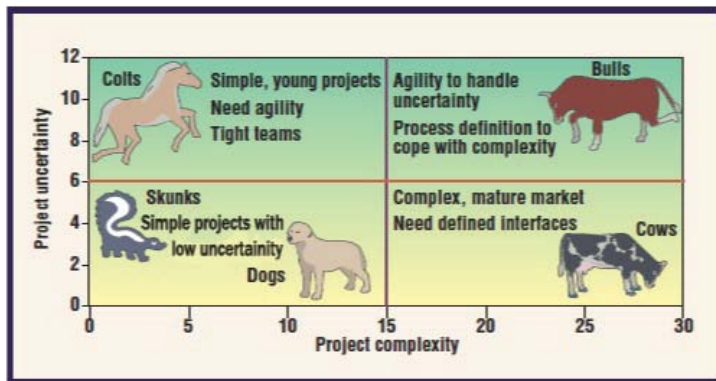 Project uncertainty
12
10
8
6
4
2
0
Colts
Simple, young projects
Need agility
Tight teams
Bulls
Agility to handle
uncertainty
Process definition to
cope with complexity
Skunks
Simple projects with
low uncertainity
Dogs
Complex, mature market
Need defined interfaces
Cows
0
5
10
15
20
25
30
Project complexity